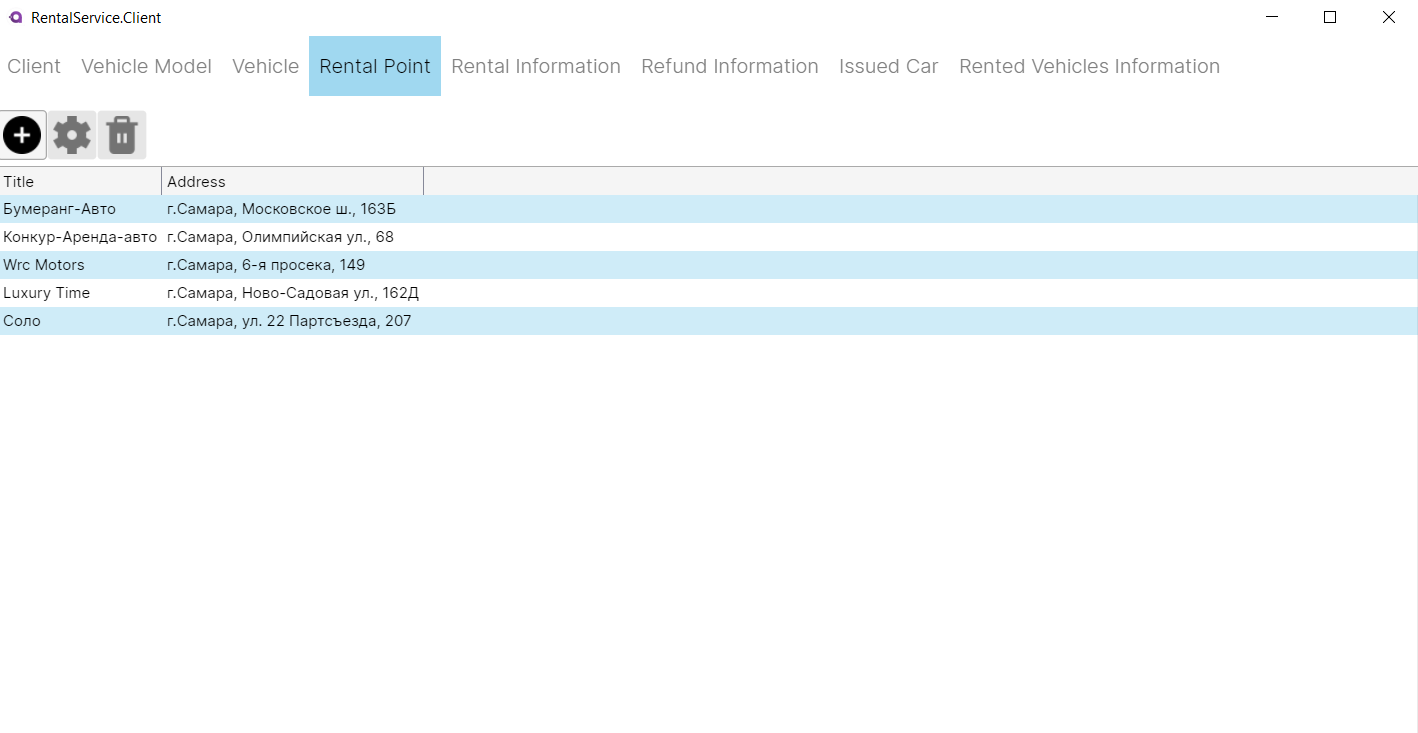 RentalService.Client
Client Vehicle Model Vehicle Rental Point Rental Information Refund Information Issued Car Rented Vehicles Information
Title Address
Бумеранг-Авто г.Самара, Московское ш., 163Б
Конкур-Аренда-авто г.Самара, Олимпийская ул., 68
Wrc Motors г.Самара, 6-я просека, 149
Luxury Time г.Самара, Ново-Садовая ул., 162Д
Соло г.Самара, ул. 22 Партсъезда, 207